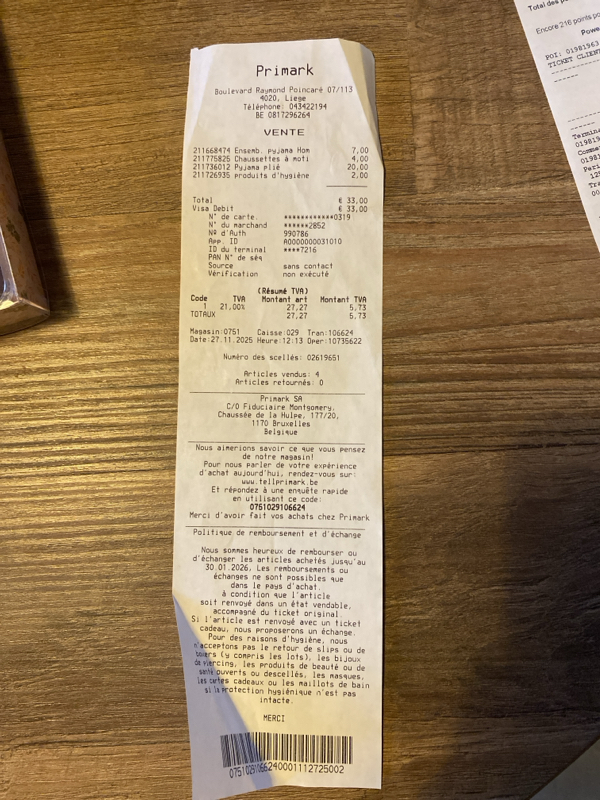 Primark
Boulevard Raymond Poincaré 07/113
4020, Liege
Téléphone: 043422194
BE 0817296264
VENTE
211668474 Ensemb. pyjama Hom 7,00
211775825 Chaussettes à moti 4,00
211736012 Pyjama plié 20,00
211726935 produits d'hygiène 2,00
Total € 33,00
Visa Debit € 33,00
N° de carte. ************0319
N° du marchand ******2852
Nº d'Auth 990786
App. ID A0000000031010
ID du terminal ****7216
PAN N° de séq
Source sans contact
Vérification non exécuté
(Résumé TVA)
Code TVA Montant art Montant TVA
1 21,00% 27,27 5,73
TOTAUX 27,27 5,73
Magasin:0751 Caisse:029 Tran:106624
Date:27.11.2025 Heure:12:13 Oper:10735622
Numéro des scellés: 02619651
Articles vendus: 4
Articles retournés: 0
Primark SA
C/O Fiduciaire Montgomery,
Chaussée de la Hulpe, 177/20,
1170 Bruxelles
Belgique
Nous aimerions savoir ce que vous pensez
de notre magasin!
Pour nous parler de votre expérience
d'achat aujourd'hui, rendez-vous sur:
www.tellprimark.be
Et répondez à une enquête rapide
en utilisant ce code:
0751029106624
Merci d'avoir fait vos achats chez Primark
Politique de remboursement et d'échange
Nous sommes heureux de rembourser ou
d'échanger les articles achetés jusqu'au
30.01.2026. Les remboursements ou
échanges ne sont possibles que
dans le pays d'achat.
à condition que l'article
soit renvoyé dans un état vendable,
accompagné du ticket original.
Si l'article est renvoyé avec un ticket
cadeau, nous proposerons un échange.
Pour des raisons d'hygiène, nous
n'acceptons pas le retour de slips ou de
boxers (y compris les lots), les bijoux
de piercing, les produits de beauté ou de
santé ouverts ou descellés, les masques,
les cartes cadeaux ou les maillots de bain
si la protection hygiénique n'est pas
intacte.
MERCI
07510291066240001112725002
Total des
Encore 216 points
POI: 01981963
TICKET CLIENT